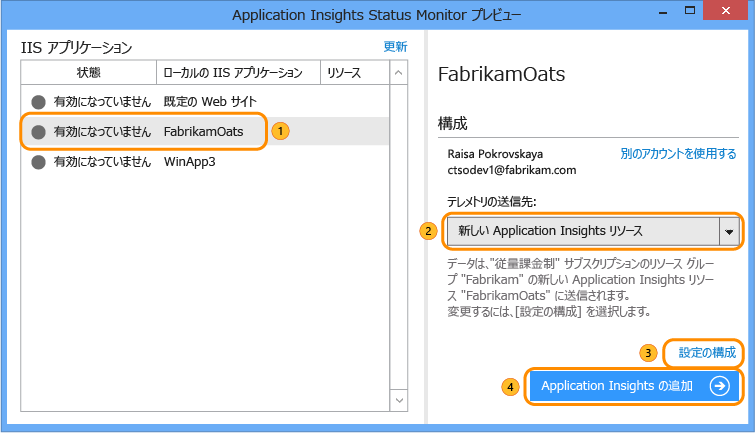 Application Insights Status Monitor プレビュー
IIS アプリケーション
更新
状態 ローカルの IIS アプリケーション リソース
有効になっていません 既定の Web サイト
有効になっていません FabrikamOats
1
有効になっていません WinApp3
FabrikamOats
構成
Raisa Pokrovskaya
別のアカウントを使用する
ctsodev1@fabrikam.com
テレメトリの送信先:
2
新しい Application Insights リソース
データは、"従量課金制" サブスクリプションのリソース グルー
プ "Fabrikam" の新しい Application Insights リソー
ス "FabrikamOats" に送信されます。
変更するには、[設定の構成] を選択します。
3
設定の構成
4
Application Insights の追加